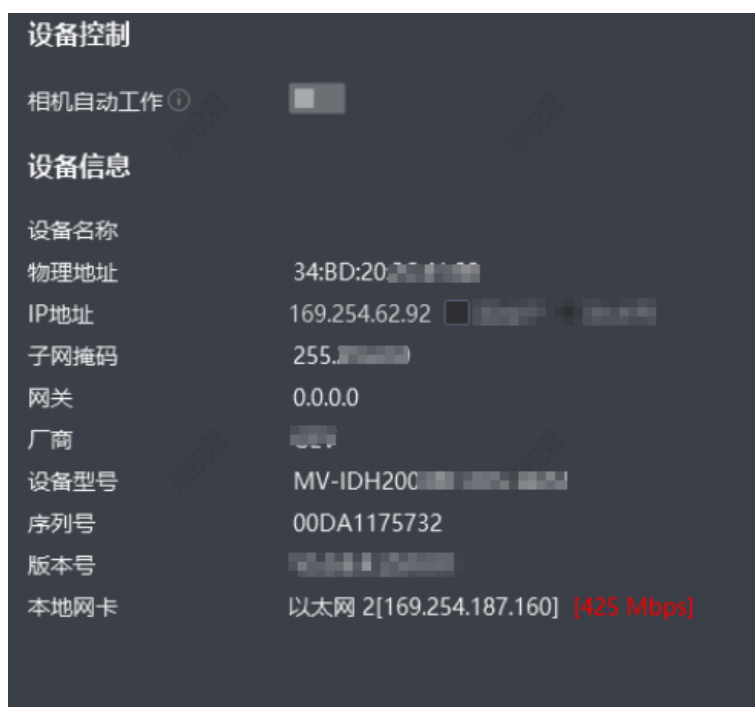 设备控制
相机自动工作
设备信息
设备名称
物理地址 34:BD:20:
IP地址 169.254.62.92
子网掩码 255.
网关 0.0.0.0
厂商
设备型号 MV-IDH200
序列号 00DA1175732
版本号
本地网卡 以太网 2[169.254.187.160] [425 Mbps]